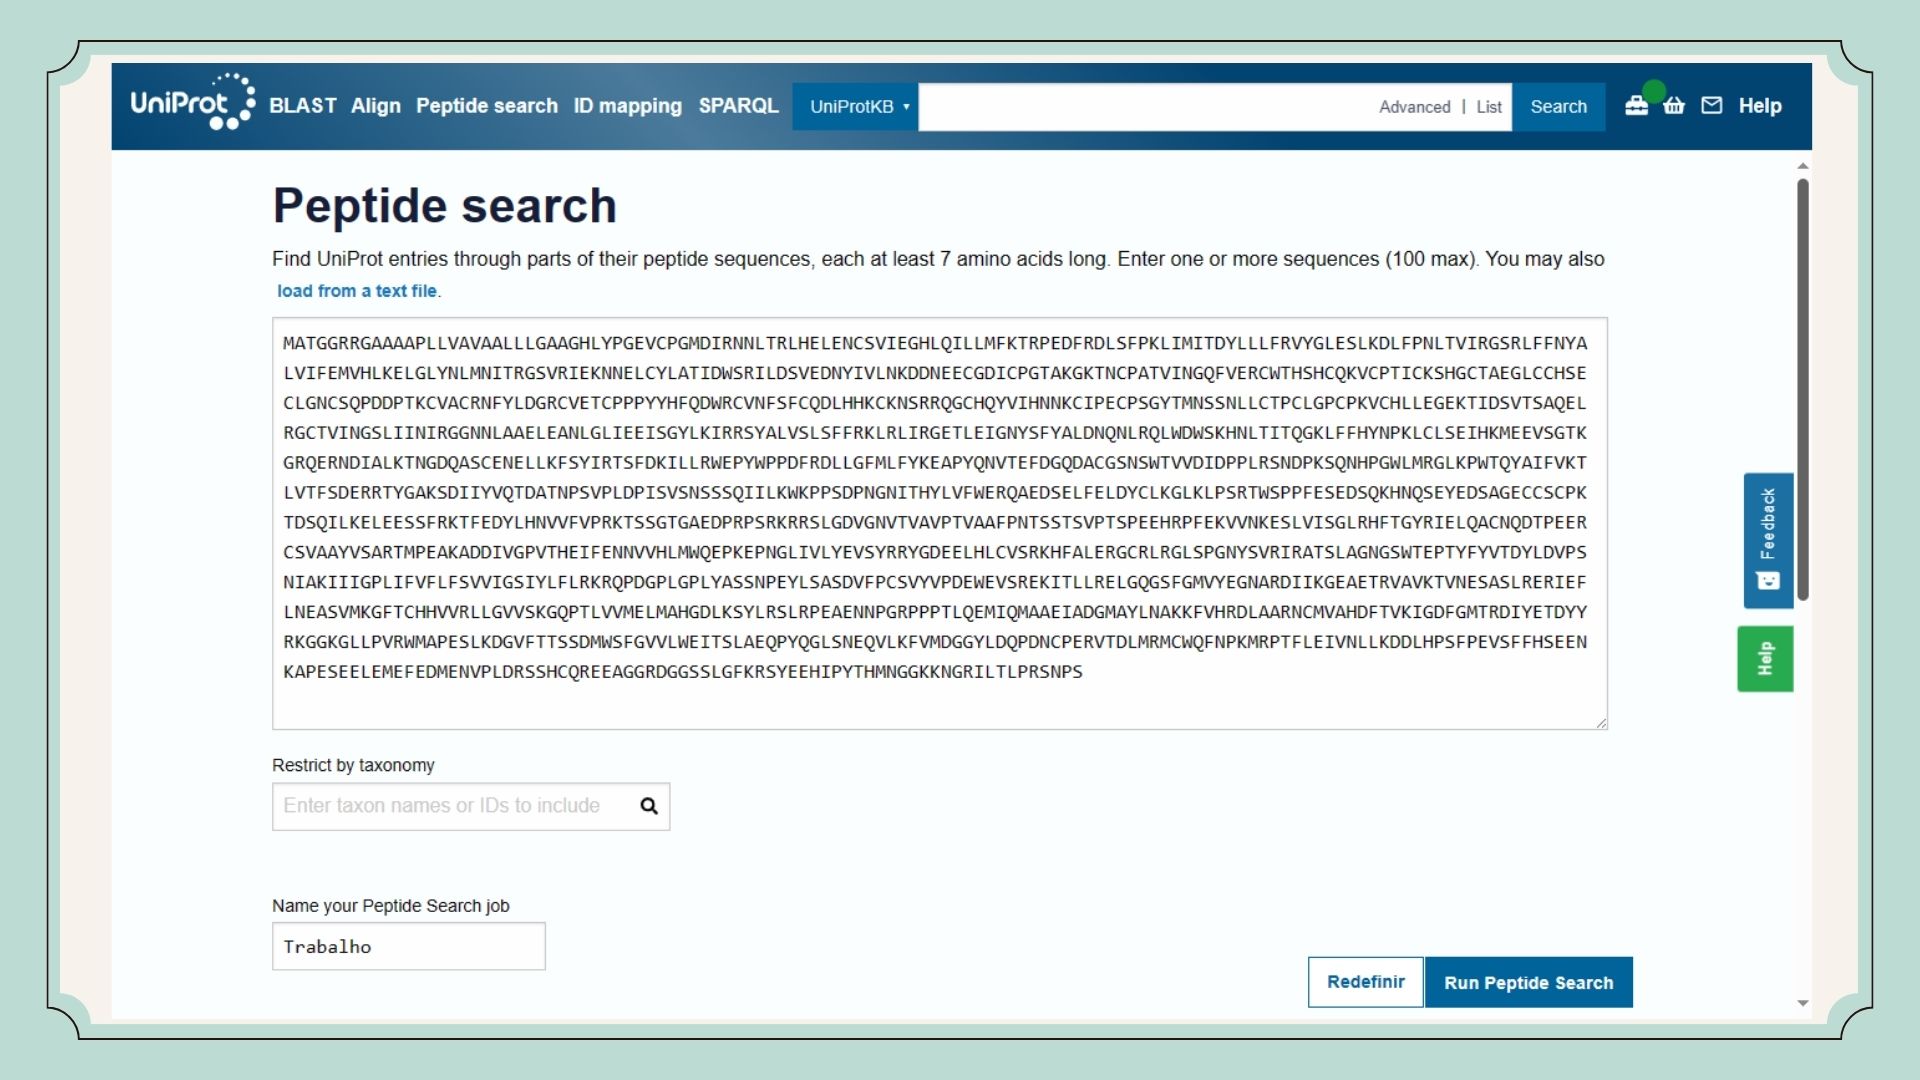 UniProt BLAST Align Peptide search ID mapping SPARQL UniProtKB Advanced | List Search Help
Peptide search
Find UniProt entries through parts of their peptide sequences, each at least 7 amino acids long. Enter one or more sequences (100 max). You may also
load from a text file.
MATGGRRGAAAAPLLVAVAALLLGAAGHLYPGEVCPGMDIRNNLTRLHELENCSVIEGHLQILLMFKTRPEDFRDLSFPKLIMITDYLLLFRVYGLESLKDLFPNLTVIRGSRLFFNYA
LVIFEMVHLKELGLYNLMNITRGSVRIEKNNELCYLATIDWSRILDSVEDNYIVLNKDDNEECGDICPGTAKGKTNCPATVINGQFVERCWTHSHCQKVCPTICKSHGCTAEGLCCHSE
CLGNCSQPDDPTKCVACRNFYLDGRCVETCPPPYYHFQDWRCVNFSFCQDLHHKCKNSRRQGCHQYVIHNNKCIPECPSGYTMNSSNLLCTPCLGPCPKVCHLLEGEKTIDSVTSAQEL
RGCTVINGSLIINIRGGNNLAAELEANLGLIEEISGYLKIRRSYALVSLSFFRKLRLIRGETLEIGNYSFYALDNQNLRQLWDWSKHNLTITQGKLFFHYNPKLCLSEIHKMEEVSGTK
GRQERNDIALKTNGDQASCENELLKFSYIRTSFDKILLRWEPYWPPDFRDLLGFMLFYKEAPYQNVTEFDGQDACGSNSWTVVDIDPPLRSNDPKSQNHPGWLMRGLKPWTQYAIFVKT
LVTFSDERRTYGAKSDIIYVQTDATNPSVPLDPISVSNSSSQIILKWKPPSDPNGNITHYLVFWERQAEDSELFELDYCLKGLKLPSRTWSPPFESEDSQKHNQSEYEDSAGECCSCPK
TDSQILKELEESSFRKTFEDYLHNVVFVPRKTSSGTGAEDPRPSRKRRSLGDVGNVTVAVPTVAAFPNTSSTSVPTSPEEHRPFEKVVNKESLVISGLRHFTGYRIELQACNQDTPEER
CSVAAYVSARTMPEAKADDIVGPVTHEIFENNVVHLMWQEPKEPNGLIVLYEVSYRRYGDEELHLCVSRKHFALERGCRLRGLSPGNYSVRIRATSLAGNGSWTEPTYFYVTDYLDVPS
NIAKIIIGPLIFVFLFSVVIGSIYLFLRKRQPDGPLGPLYASSNPEYLSASDVFPCSVYVPDEWEVSREKITLLRELGQGSFGMVYEGNARDIIKGEAETRVAVKTVNESASLRERIEF
LNEASVMKGFTCHHVVRLLGVVSKGQPTLVVMELMAHGDLKSYLRSLRPEAENNPGRPPPTLQEMIQMAAEIADGMAYLNAKKFVHRDLAARNCMVAHDFTVKIGDFGMTRDIYETDYY
RKGGKGLLPVRWMAPESLKDGVFTTSSDMWSFGVVLWEITSLAEQPYQGLSNEQVLKFVMDGGYLDQPDNCPERVTDLMRMCWQFNPKMRPTFLEIVNLLKDDLHPSFPEVSFFHSEEN
KAPESEELEMEFEDMENVPLDRSSHCQREEAGGRDGGSSLGFKRSYEEHIPYTHMNGGKKNGRILTLPRSNPS
Feedback
Help
Restrict by taxonomy
Enter taxon names or IDs to include
Name your Peptide Search job
Trabalho
Redefinir Run Peptide Search